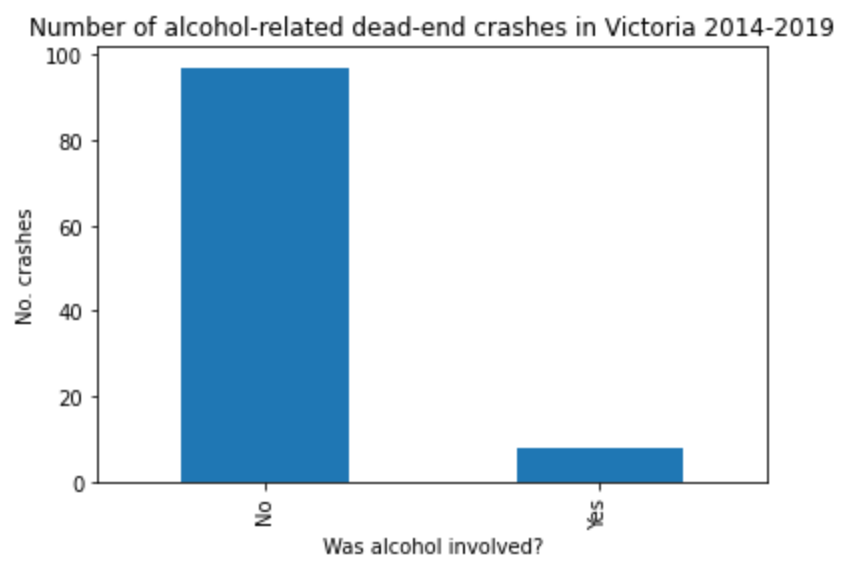 Number of alcohol-related dead-end crashes in Victoria 2014-2019
100
80
60
40
20
0
No. crashes
No
Yes
Was alcohol involved?